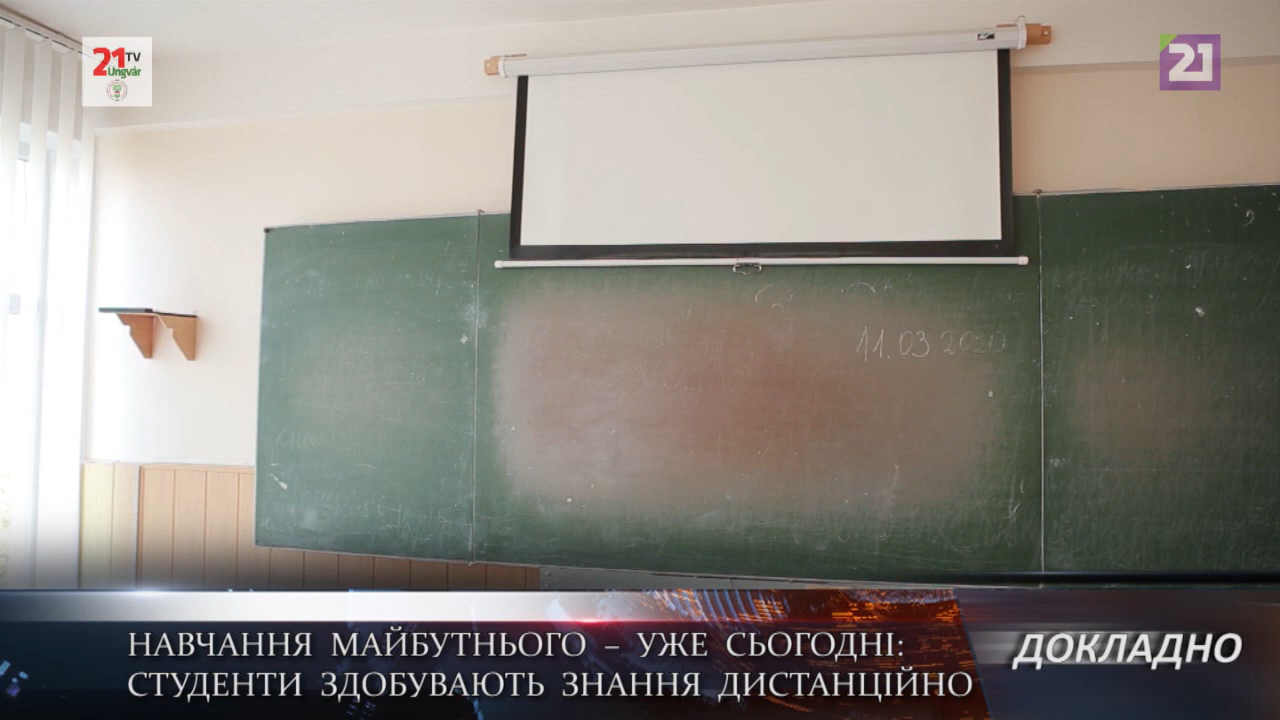 21 TV
Ungvár
21
11.03 2020
НАВЧАННЯ МАЙБУТНЬОГО – УЖЕ СЬОГОДНІ:
СТУДЕНТИ ЗДОБУВАЮТЬ ЗНАННЯ ДИСТАНЦІЙНО
ДОКЛАДНО